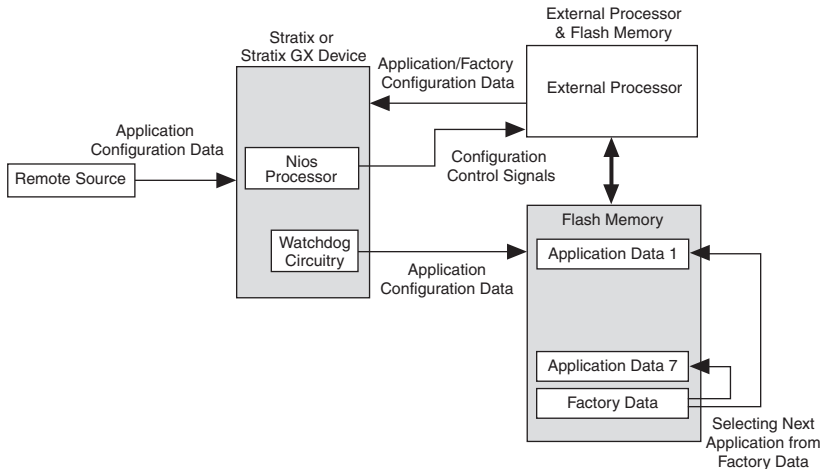 External Processor
& Flash Memory
Stratix or
Stratix GX Device
Application/Factory
Configuration Data
External Processor
Application
Configuration Data
Nios
Processor
Configuration
Control Signals
Remote Source
Flash Memory
Watchdog
Circuitry
Application Data 1
Application
Configuration Data
Application Data 7
Factory Data
Selecting Next
Application from
Factory Data